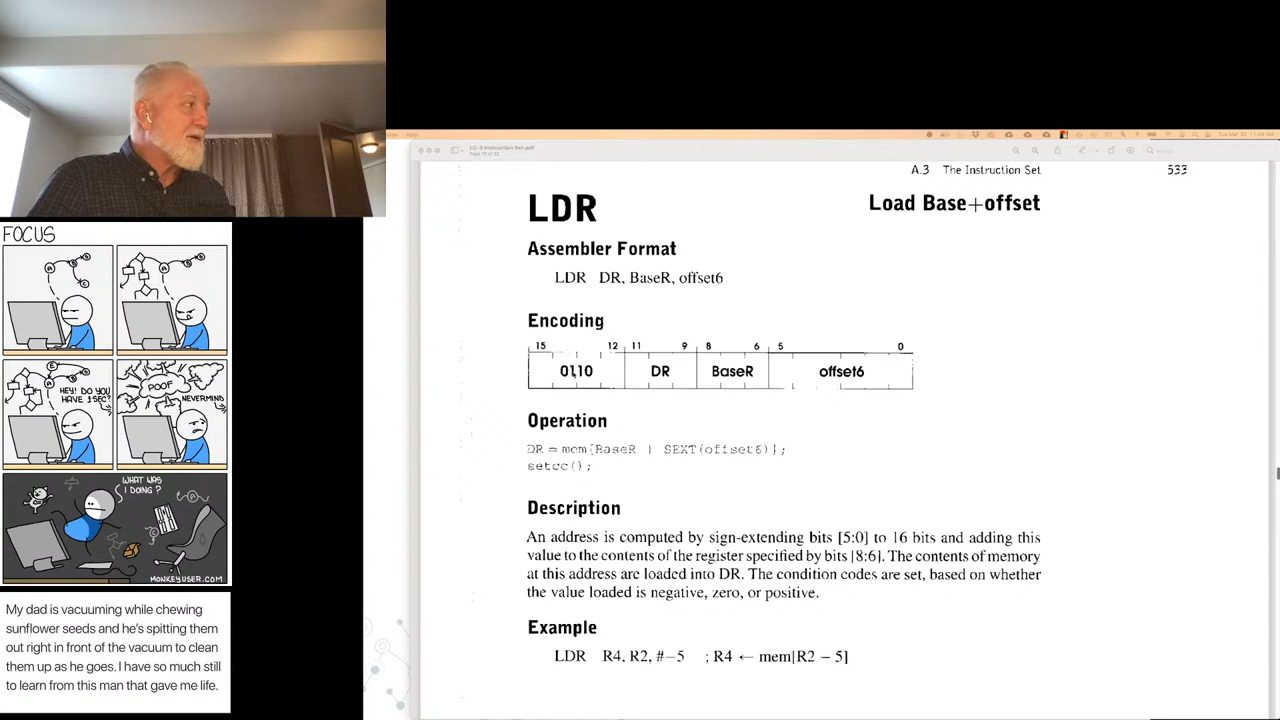 LC-3 Instruction Set.pdf
A.3 The Instruction Set 533
LDR Load Base+offset
Assembler Format
LDR DR, BaseR, offset6
Encoding
15 12 11 9 8 6 5 0
0110 DR BaseR offset6
Operation
DR = mem[BaseR + SEXT(offset6)];
setcc();
Description
An address is computed by sign-extending bits [5:0] to 16 bits and adding this
value to the contents of the register specified by bits [8:6]. The contents of memory
at this address are loaded into DR. The condition codes are set, based on whether
the value loaded is negative, zero, or positive.
Example
LDR R4, R2, #−5 ; R4 ← mem[R2 − 5]
FOCUS
HEY! DO YOU
HAVE 1 SEC?
POOF
NEVERMIND
WHAT WAS
I DOING?
MONKEYUSER.COM
My dad is vacuuming while chewing
sunflower seeds and he's spitting them
out right in front of the vacuum to clean
them up as he goes. I have so much still
to learn from this man that gave me life.